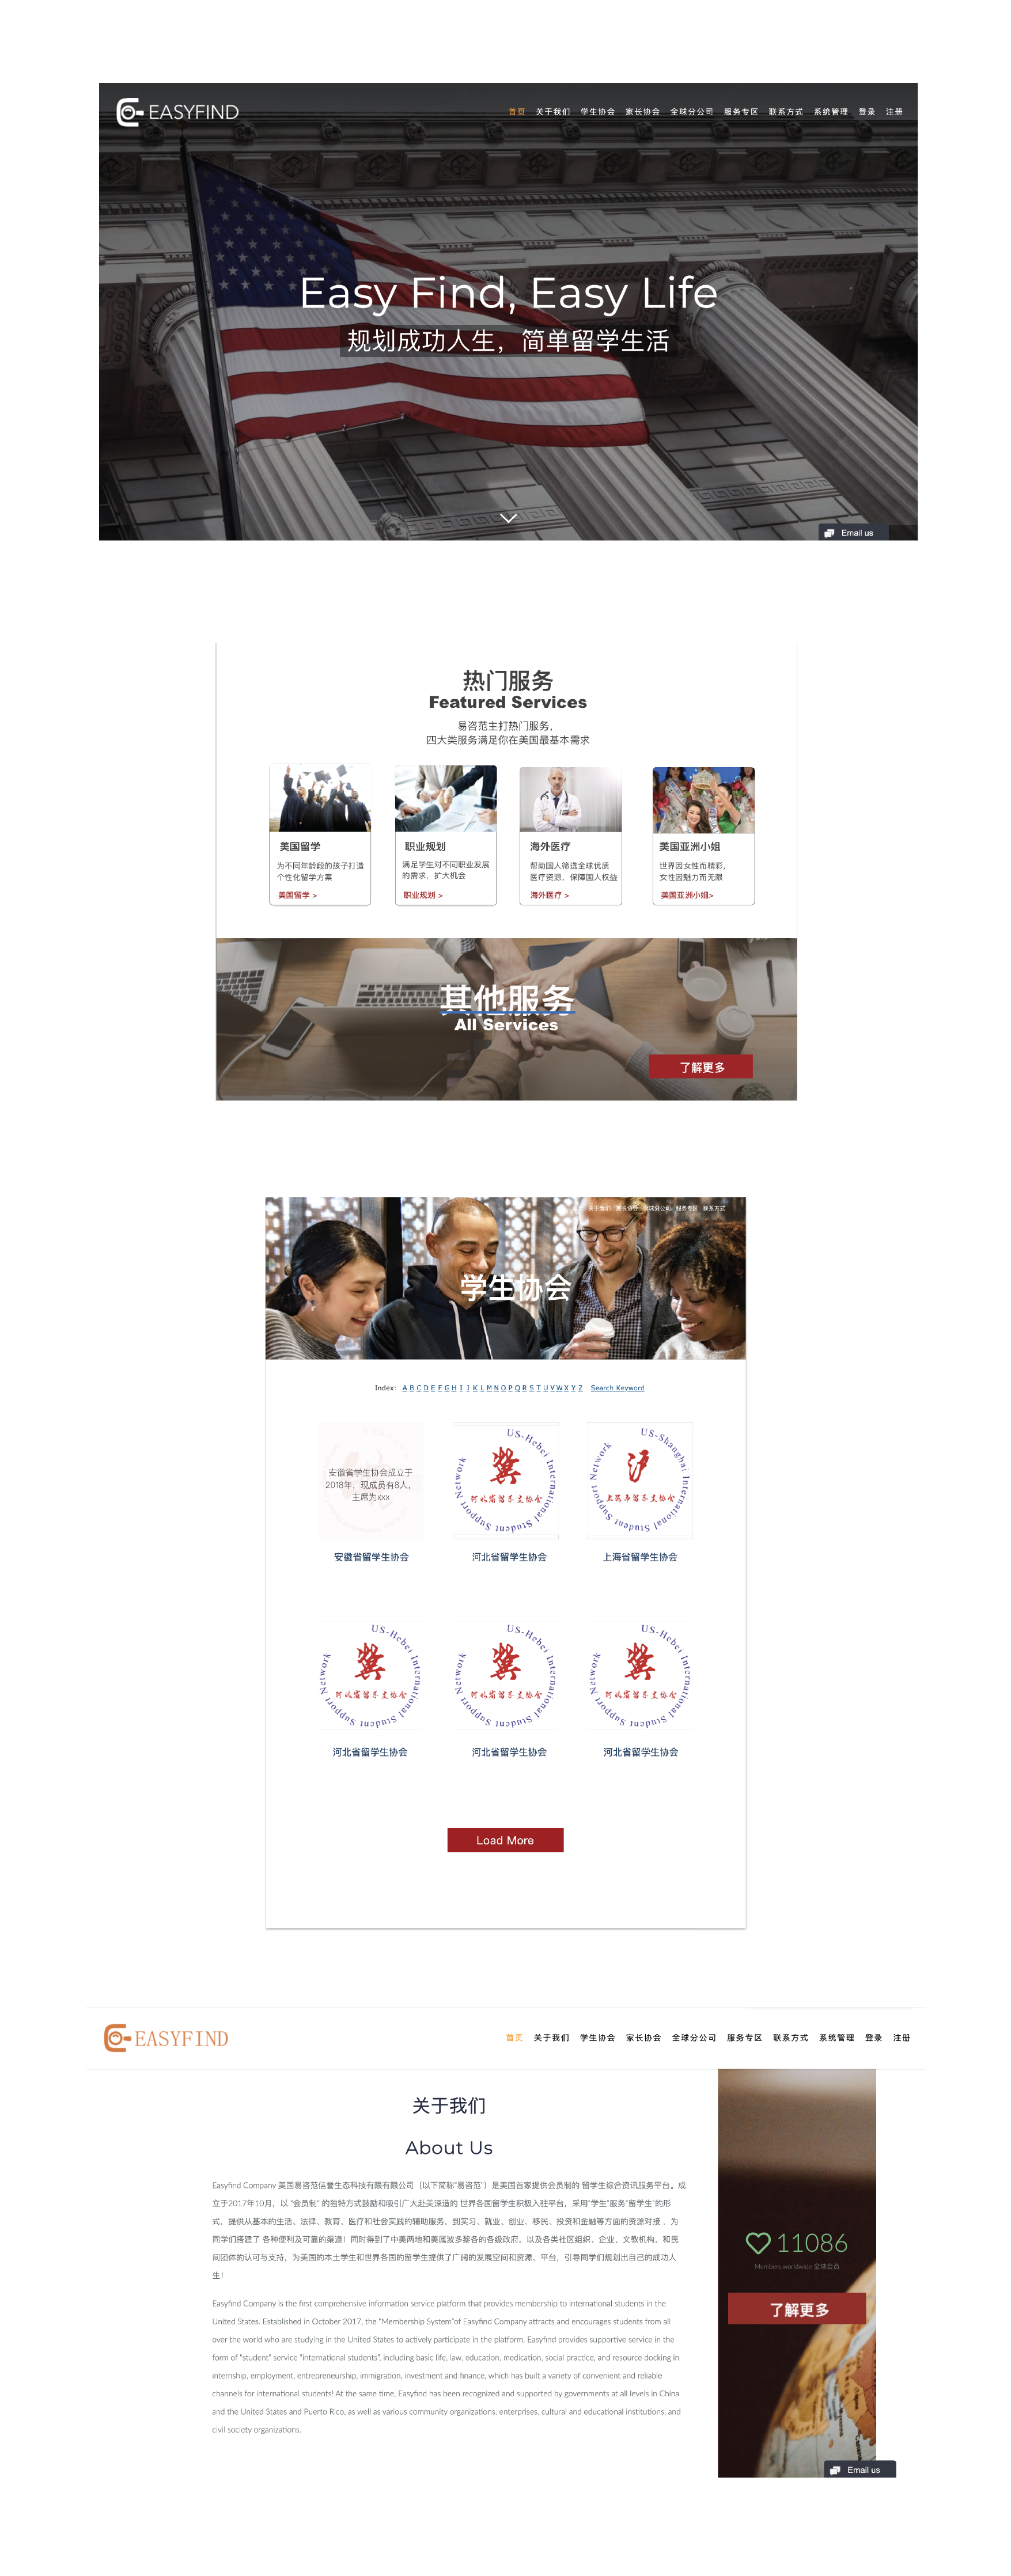 EASYFIND
首页 关于我们 学生协会 家长协会 全球分公司 服务专区 联系方式 系统管理 登录 注册
Easy Find, Easy Life
规划成功人生，简单留学生活
Email us
热门服务
Featured Services
易咨范主打热门服务，
四大类服务满足你在美国最基本需求
美国留学
为不同年龄段的孩子打造
个性化留学方案
美国留学 >
职业规划
满足学生对不同职业发展
的需求，扩大机会
职业规划 >
海外医疗
帮助国人筛选全球优质
医疗资源，保障国人权益
海外医疗 >
美国亚洲小姐
世界因女性而精彩，
女性因魅力而无限
美国亚洲小姐>
其他服务
All Services
了解更多
关于我们 家长协会 全球分公司 服务专区 联系方式
学生协会
Index: A B C D E F G H I J K L M N O P Q R S T U V W X Y Z Search Keyword
安徽省学生协会成立于
2018年，现成员有8人，
主席为xxx
安徽省留学生协会
US-Hebei International Student Support Network
冀
河北省留学生协会
河北省留学生协会
US-Shanghai International Student Support Network
沪
上海市留学生协会
上海省留学生协会
US-Hebei International Student Support Network
冀
河北省留学生协会
河北省留学生协会
US-Hebei International Student Support Network
冀
河北省留学生协会
河北省留学生协会
US-Hebei International Student Support Network
冀
河北省留学生协会
河北省留学生协会
Load More
EASYFIND
首页 关于我们 学生协会 家长协会 全球分公司 服务专区 联系方式 系统管理 登录 注册
关于我们
About Us
Easyfind Company 美国易咨范信誉生态科技有限有限公司（以下简称"易咨范"）是美国首家提供会员制的 留学生综合资讯服务平台。成
立于2017年10月，以 "会员制" 的独特方式鼓励和吸引广大赴美深造的 世界各国留学生积极入驻平台，采用"学生"服务"留学生"的形
式，提供从基本的生活、法律、教育、医疗和社会实践的辅助服务，到实习、就业、创业、移民、投资和金融等方面的资源对接 ，为
同学们搭建了 各种便利及可靠的渠道！同时得到了中美两地和美属波多黎各的各级政府，以及各类社区组织、企业、文教机构，和民
间团体的认可与支持，为美国的本土学生和世界各国的留学生提供了广阔的发展空间和资源、平台，引导同学们规划出自己的成功人
生！
Easyfind Company is the first comprehensive information service platform that provides membership to international students in the
United States. Established in October 2017, the "Membership System"of Easyfind Company attracts and encourages students from all
over the world who are studying in the United States to actively participate in the platform. Easyfind provides supportive service in the
form of "student" service "international students", including basic life, law, education, medication, social practice, and resource docking in
internship, employment, entrepreneurship, immigration, investment and finance, which has built a variety of convenient and reliable
channels for international students! At the same time, Easyfind has been recognized and supported by governments at all levels in China
and the United States and Puerto Rico, as well as various community organizations, enterprises, cultural and educational institutions, and
civil society organizations.
11086
Members worldwide 全球会员
了解更多
Email us